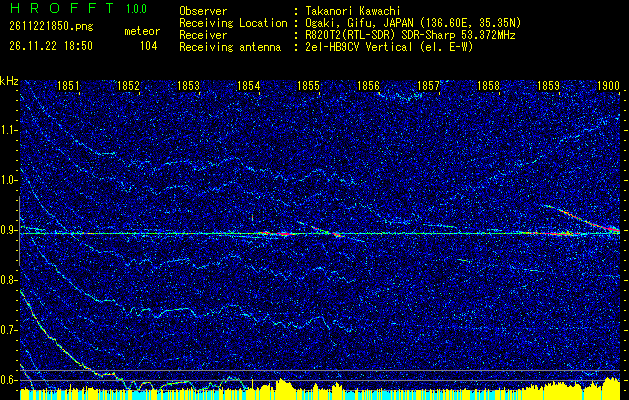 HROFFT 1.0.0
2611221850.png
26.11.22 18:50
meteor
104
Observer : Takanori Kawachi
Receiving Location : Ogaki, Gifu, JAPAN (136.60E, 35.35N)
Receiver : R820T2(RTL-SDR) SDR-Sharp 53.372MHz
Receiving antenna : 2el-HB9CV Vertical (el. E-W)
kHz
1851 1852 1853 1854 1855 1856 1857 1858 1859 1900
1.1
1.0
0.9
0.8
0.7
0.6